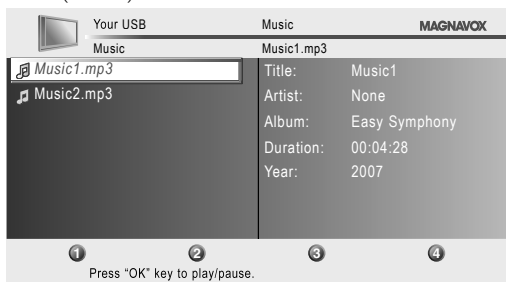 Your USB Music MAGNAVOX
Music Music1.mp3
Music1.mp3
Music2.mp3
Title: Music1
Artist: None
Album: Easy Symphony
Duration: 00:04:28
Year: 2007
1 2 3 4
Press “OK” key to play/pause.